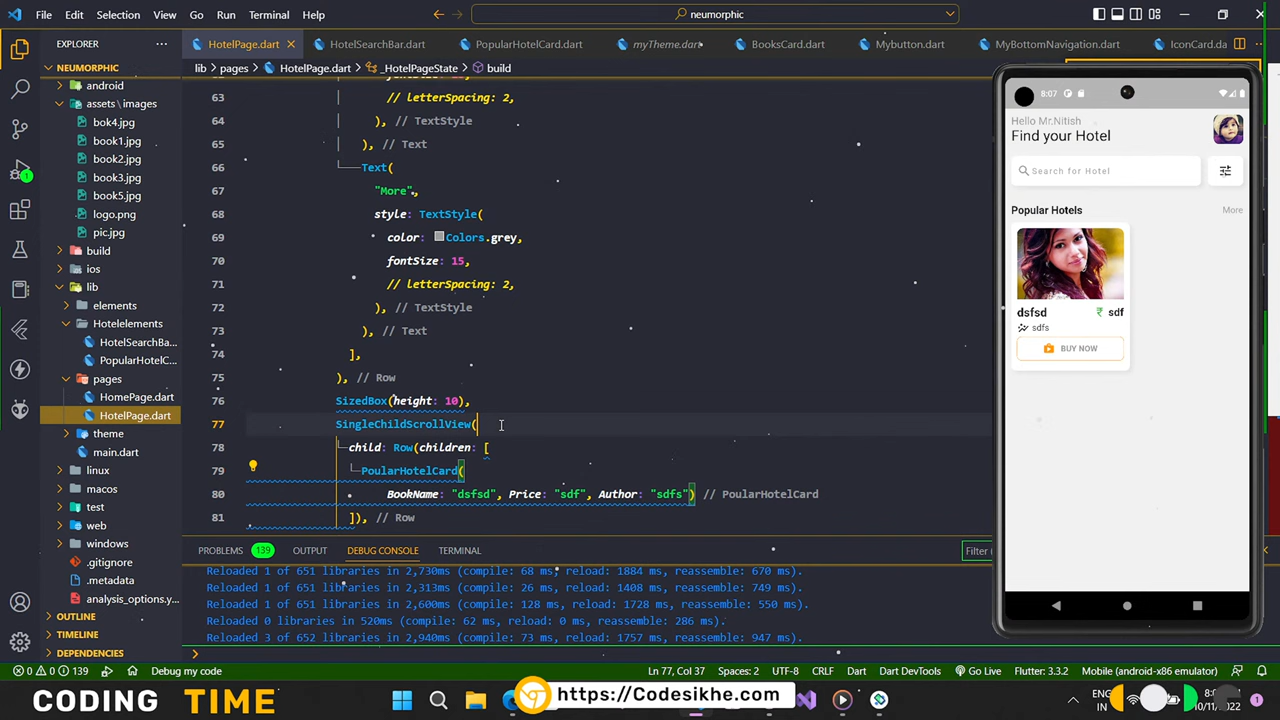 File Edit Selection View Go Run Terminal Help
neumorphic
EXPLORER
HotelPage.dart
HotelSearchBar.dart
PopularHotelCard.dart
myTheme.dart
BooksCard.dart
Mybutton.dart
MyBottomNavigation.dart
IconCard.da
NEUMORPHIC
android
assets\images
bok4.jpg
book1.jpg
book2.jpg
book3.jpg
book5.jpg
logo.png
pic.jpg
build
ios
lib
elements
Hotelelements
HotelSearchBa...
PopularHotelC...
pages
HomePage.dart
HotelPage.dart
theme
main.dart
linux
macos
test
web
windows
.gitignore
.metadata
analysis_options.y...
OUTLINE
TIMELINE
DEPENDENCIES
lib > pages > HotelPage.dart > _HotelPageState > build
63 // letterSpacing: 2,
64 ), // TextStyle
65 ), // Text
66 Text(
67 "More",
68 style: TextStyle(
69 color: Colors.grey,
70 fontSize: 15,
71 // letterSpacing: 2,
72 ), // TextStyle
73 ), // Text
74 ],
75 ), // Row
76 SizedBox(height: 10),
77 SingleChildScrollView(
78 child: Row(children: [
79 PoularHotelCard(
80 BookName: "dsfsd", Price: "sdf", Author: "sdfs") // PoularHotelCard
81 ]), // Row
PROBLEMS 139 OUTPUT DEBUG CONSOLE TERMINAL
Filter (
Reloaded 1 of 651 libraries in 2,730ms (compile: 68 ms, reload: 1884 ms, reassemble: 670 ms).
Reloaded 1 of 651 libraries in 2,313ms (compile: 26 ms, reload: 1408 ms, reassemble: 749 ms).
Reloaded 1 of 651 libraries in 2,600ms (compile: 128 ms, reload: 1728 ms, reassemble: 550 ms).
Reloaded 0 libraries in 520ms (compile: 62 ms, reload: 0 ms, reassemble: 286 ms).
Reloaded 3 of 652 libraries in 2,940ms (compile: 73 ms, reload: 1757 ms, reassemble: 947 ms).
8:07
Hello Mr.Nitish
Find your Hotel
Search for Hotel
Popular Hotels More
dsfsd ₹ sdf
sdfs
BUY NOW
0 0 139 Debug my code
Ln 77, Col 37 Spaces: 2 UTF-8 CRLF Dart Dart DevTools Go Live Flutter: 3.3.2 Mobile (android-x86 emulator)
CODING TIME
https://Codesikhe.com
ENG
IN
10/11/2022
1